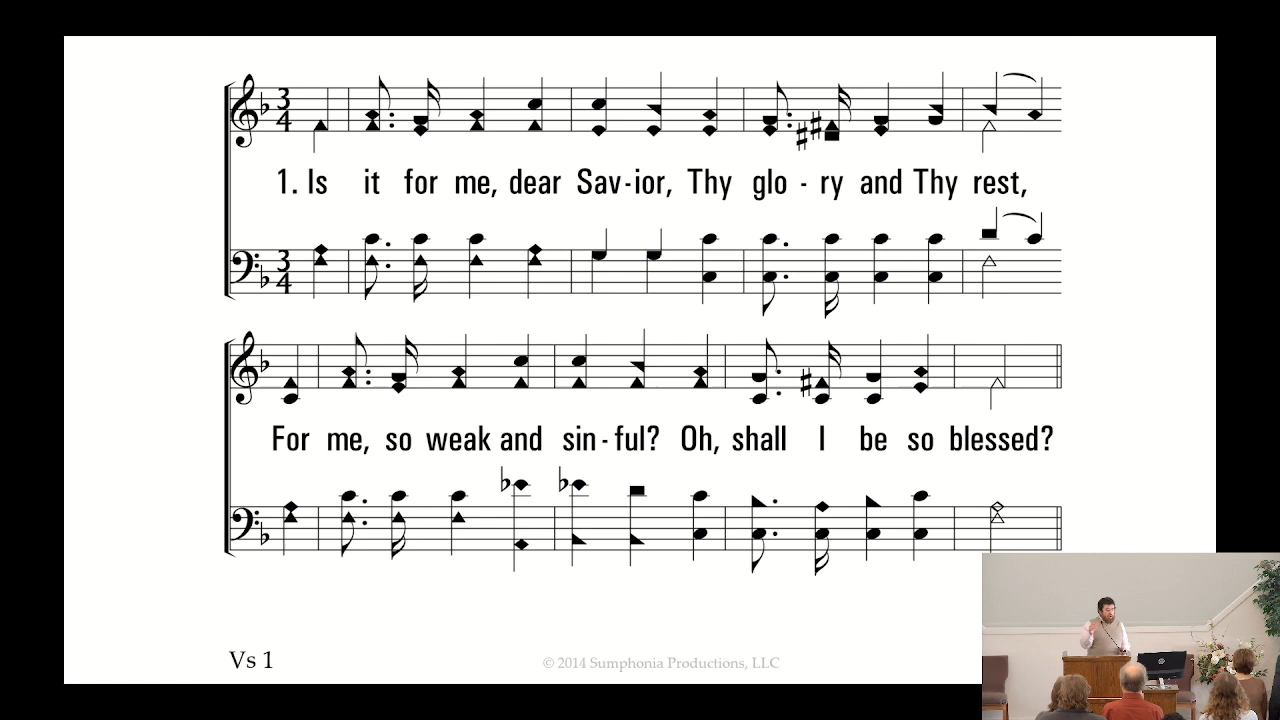 1. Is it for me, dear Sav-ior, Thy glo - ry and Thy rest,
For me, so weak and sin-ful? Oh, shall I be so blessed?
Vs 1
© 2014 Sumphonia Productions, LLC